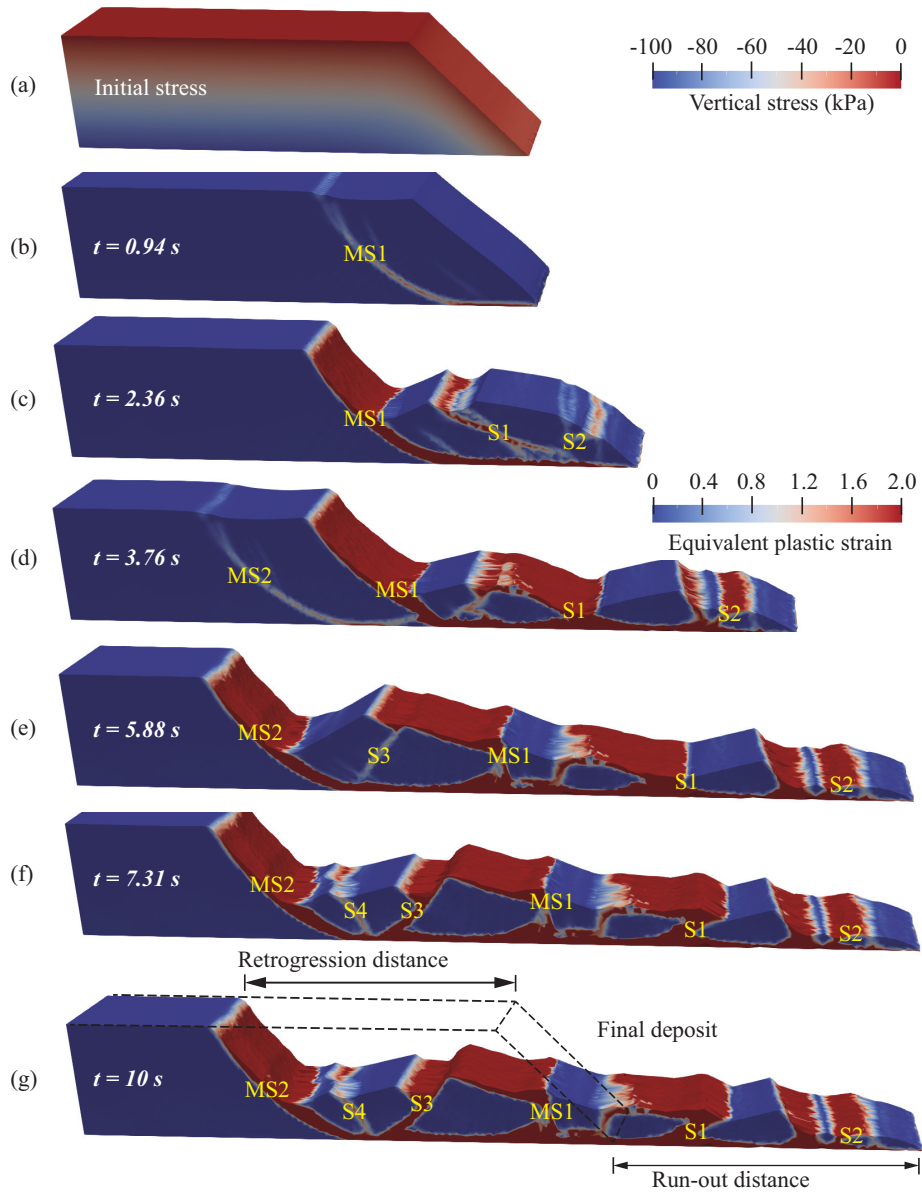 (a)
Initial stress
-100 -80 -60 -40 -20 0
Vertical stress (kPa)
(b)
t = 0.94 s
MS1
(c)
t = 2.36 s
MS1
S1
S2
0 0.4 0.8 1.2 1.6 2.0
Equivalent plastic strain
(d)
t = 3.76 s
MS2
MS1
S1
S2
(e)
t = 5.88 s
MS2
S3
MS1
S1
S2
(f)
t = 7.31 s
MS2
S4
S3
MS1
S1
S2
Retrogression distance
Final deposit
(g)
t = 10 s
MS2
S4
S3
MS1
S1
S2
Run-out distance